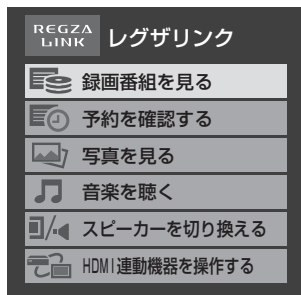 REGZA
LINK
レグザリンク
録画番組を見る
予約を確認する
写真を見る
音楽を聴く
スピーカーを切り換える
HDMI連動機器を操作する